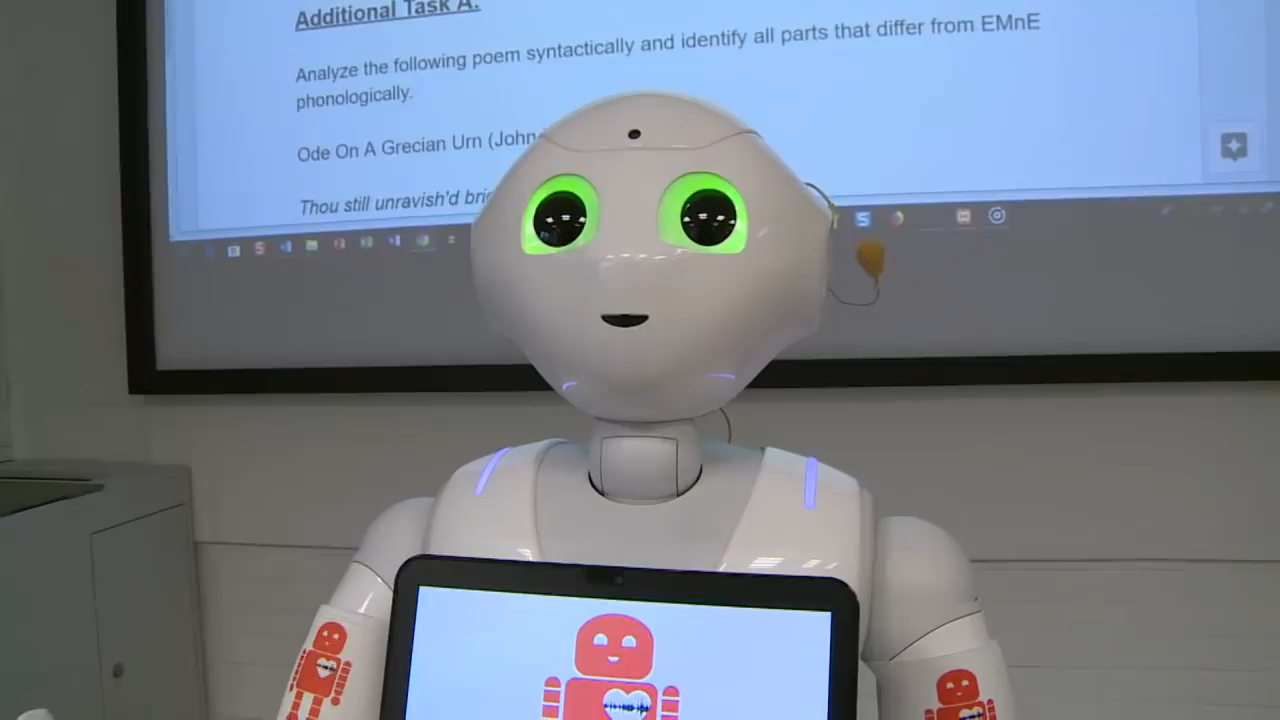 Additional Task A.
Analyze the following poem syntactically and identify all parts that differ from EMnE
phonologically.
Ode On A Grecian Urn (John
Thou still unravish'd